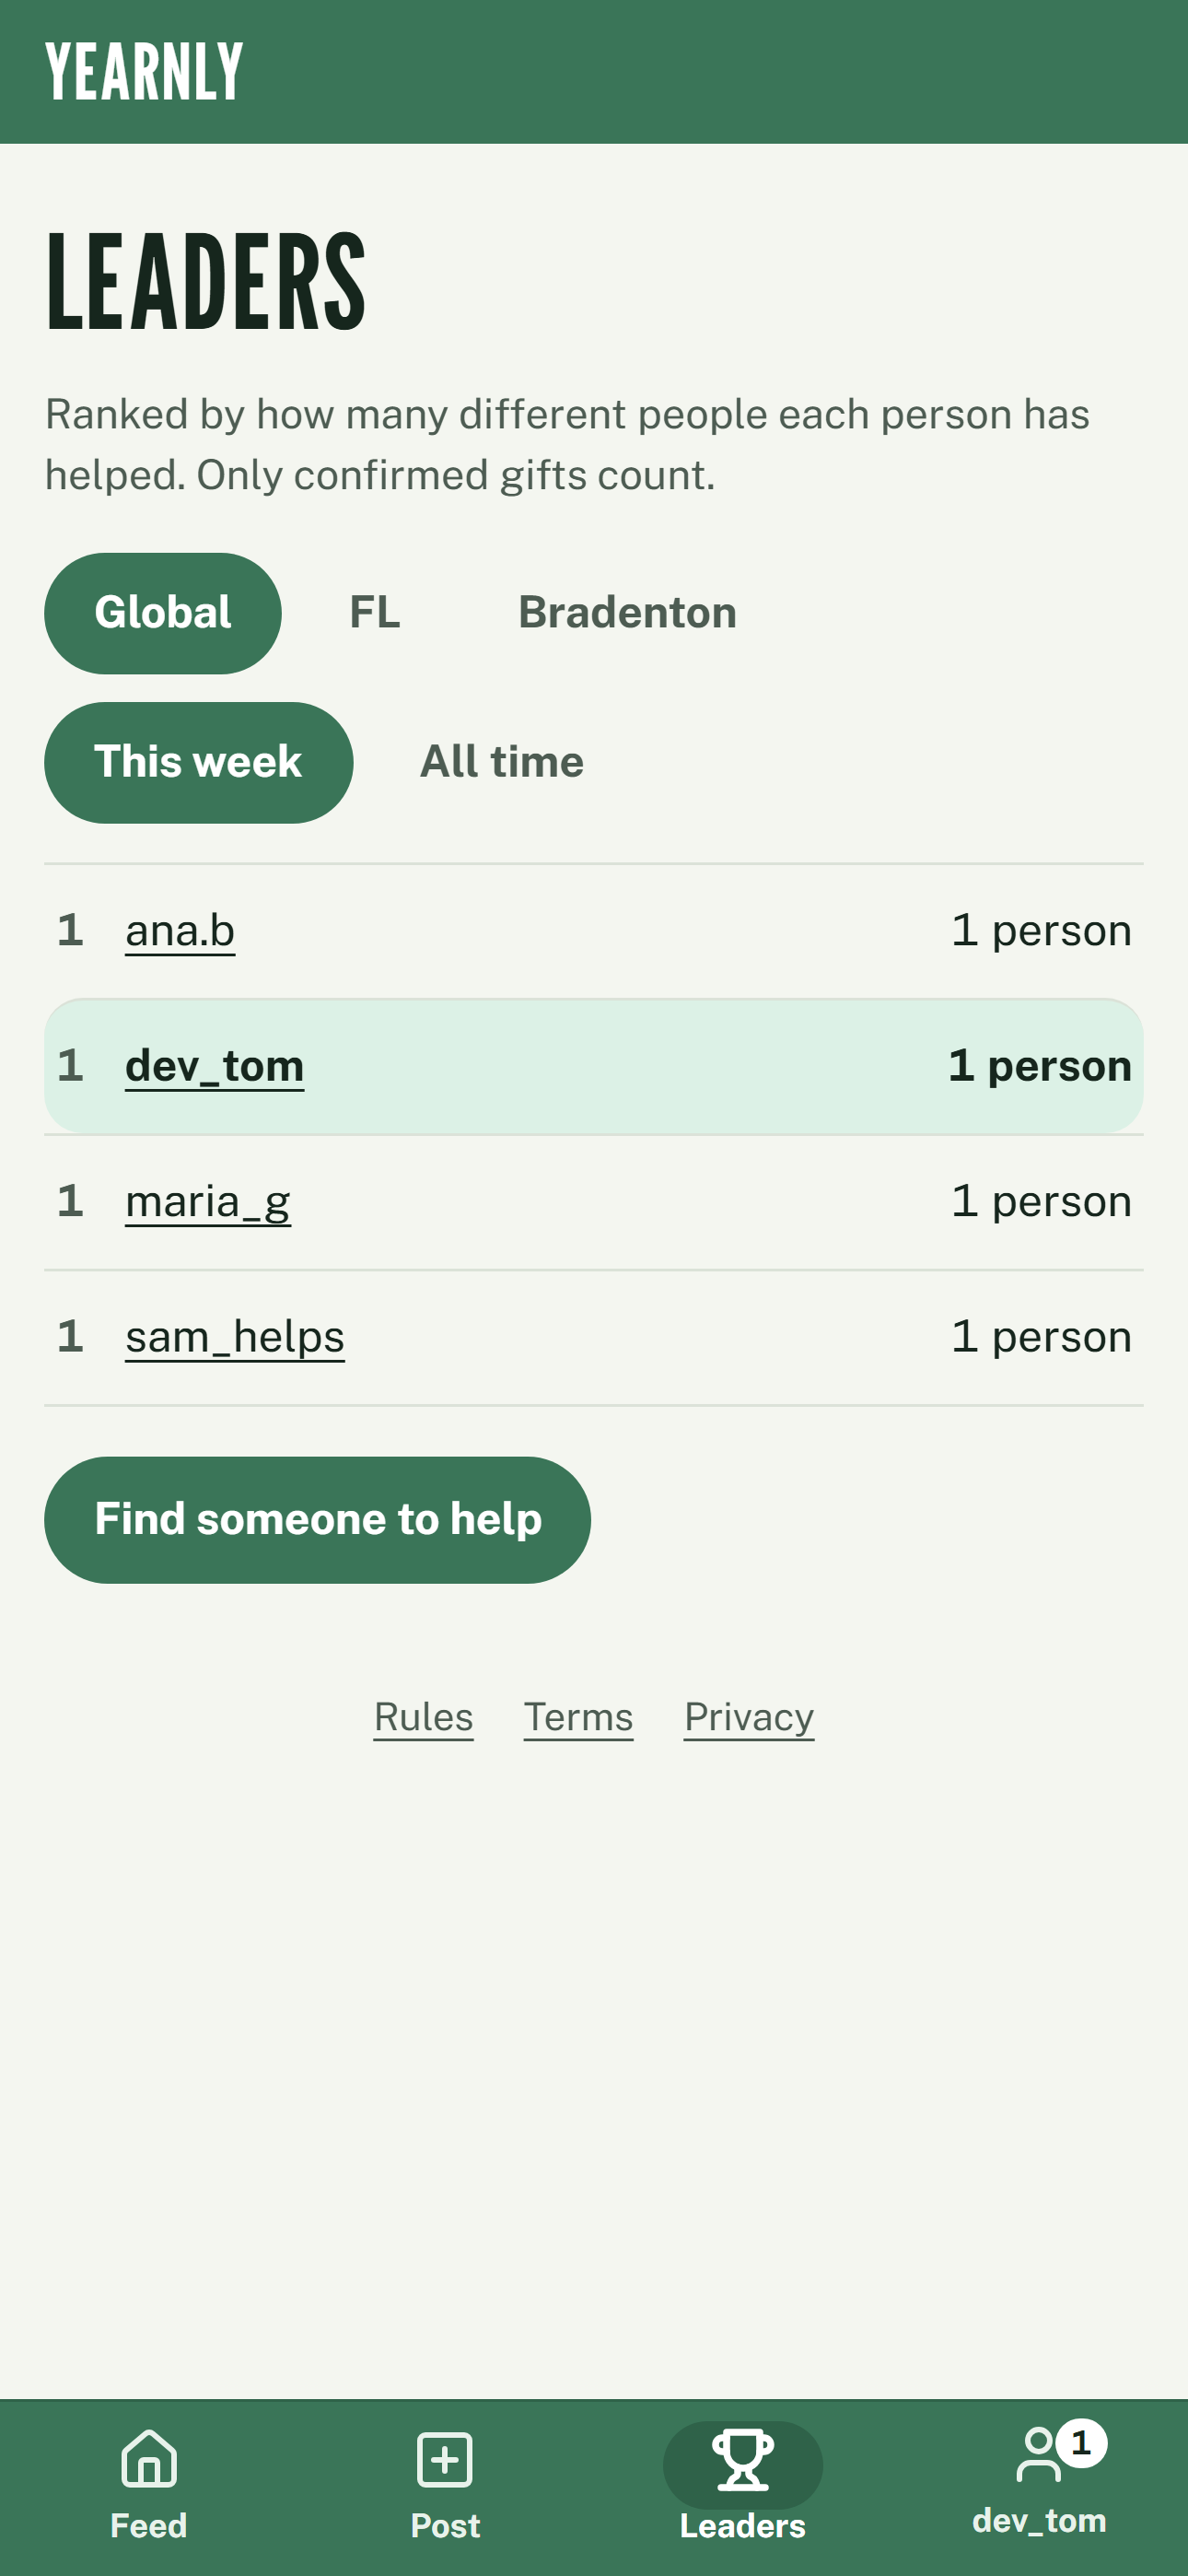 YEARNLY
LEADERS
Ranked by how many different people each person has
helped. Only confirmed gifts count.
Global FL Bradenton
This week All time
1 ana.b 1 person
1 dev_tom 1 person
1 maria_g 1 person
1 sam_helps 1 person
Find someone to help
Rules Terms Privacy
1
Feed Post Leaders dev_tom